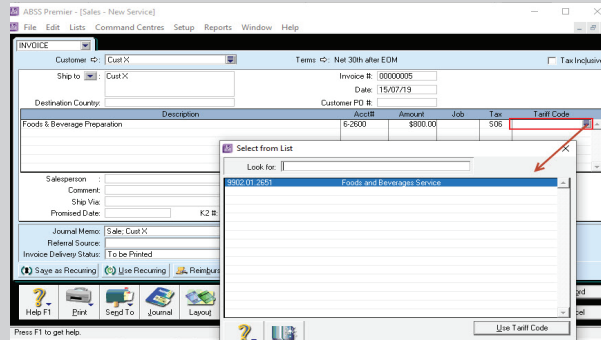 ABSS Premier - [Sales - New Service]
File Edit Lists Command Centres Setup Reports Window Help
INVOICE
Customer Cust X Terms Net 30th after EOM Tax Inclusive
Ship to : Cust X Invoice #: 00000005
Date: 15/07/19
Destination Country: Customer PO #:
Description Acct# Amount Job Tax Tariff Code
Foods & Beverage Preparation 6-2600 $800.00 S06
Select from List
Look for:
9902.01.2651 Foods and Beverages Service
Salesperson :
Comment:
Ship Via:
Promised Date: K2 #:
Journal Memo: Sale; Cust X
Referral Source:
Invoice Delivery Status: To be Printed
Save as Recurring Use Recurring Reimburs
Help F1 Print Send To Journal Layout
Use Tariff Code
Press F1 to get help.